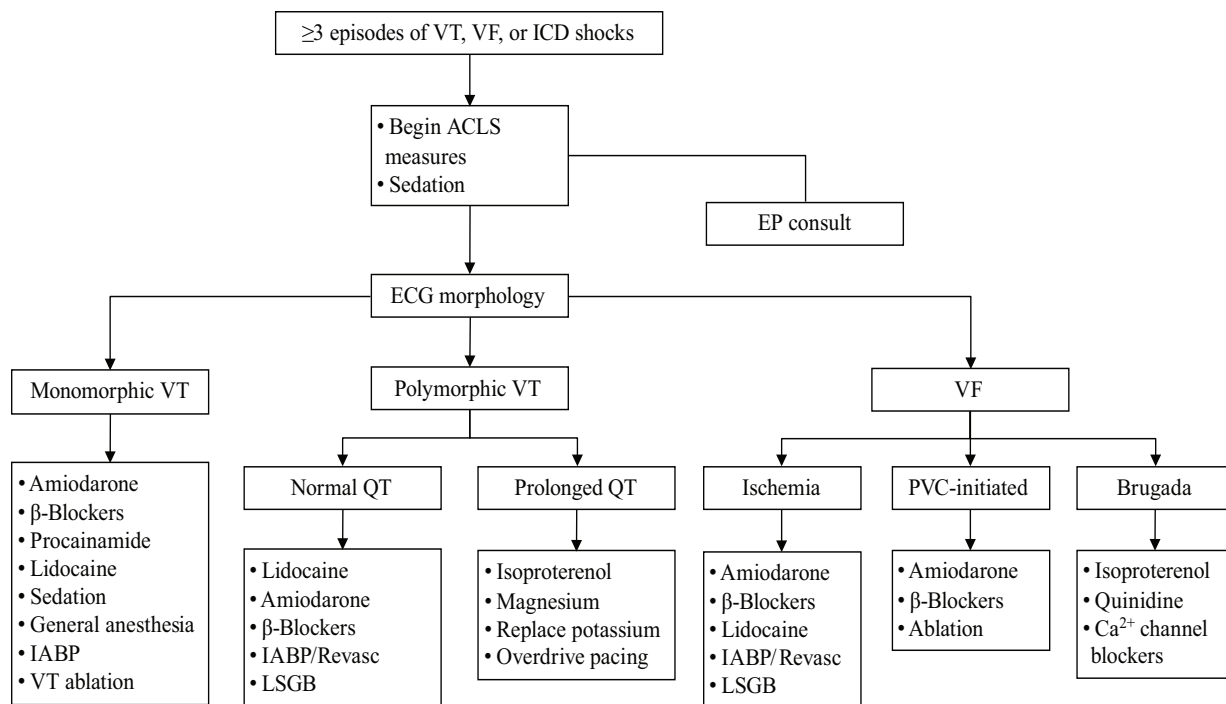 ≥3 episodes of VT, VF, or ICD shocks
• Begin ACLS
measures
• Sedation
EP consult
ECG morphology
Monomorphic VT
Polymorphic VT
VF
Normal QT
Prolonged QT
Ischemia
PVC-initiated
Brugada
• Amiodarone
• β-Blockers
• Procainamide
• Lidocaine
• Sedation
• General anesthesia
• IABP
• VT ablation
• Lidocaine
• Amiodarone
• β-Blockers
• IABP/Revasc
• LSGB
• Isoproterenol
• Magnesium
• Replace potassium
• Overdrive pacing
• Amiodarone
• β-Blockers
• Lidocaine
• IABP/Revasc
• LSGB
• Amiodarone
• β-Blockers
• Ablation
• Isoproterenol
• Quinidine
• Ca²⁺ channel
blockers